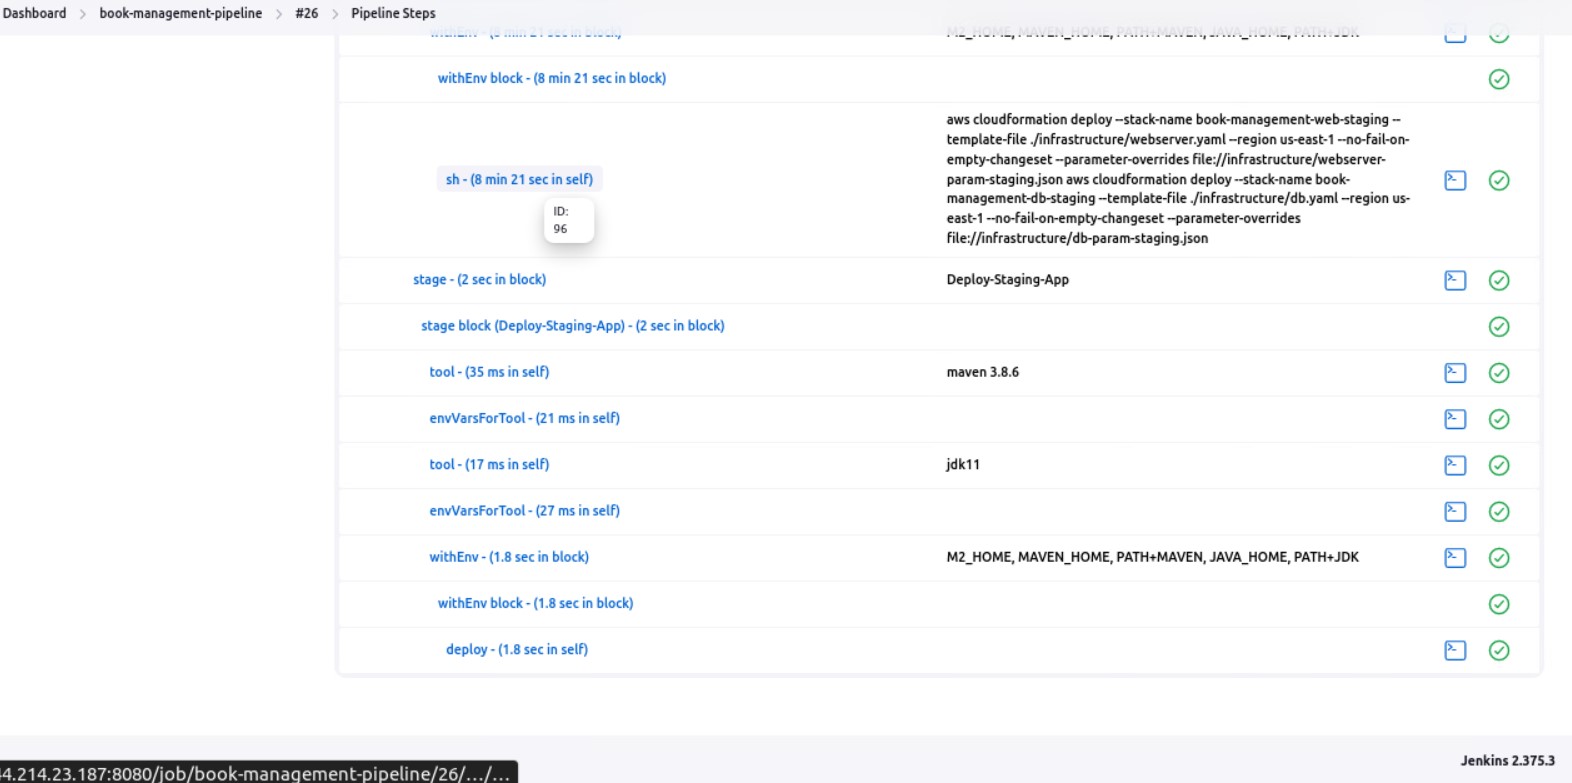 Dashboard > book-management-pipeline > #26 > Pipeline Steps
withEnv - (8 min 21 sec in block) M2_HOME, MAVEN_HOME, PATH+MAVEN, JAVA_HOME, PATH+JDK
withEnv block - (8 min 21 sec in block)
sh - (8 min 21 sec in self)
ID:
96
aws cloudformation deploy --stack-name book-management-web-staging --
template-file ./infrastructure/webserver.yaml --region us-east-1 --no-fail-on-
empty-changeset --parameter-overrides file://infrastructure/webserver-
param-staging.json aws cloudformation deploy --stack-name book-
management-db-staging --template-file ./infrastructure/db.yaml --region us-
east-1 --no-fail-on-empty-changeset --parameter-overrides
file://infrastructure/db-param-staging.json
stage - (2 sec in block) Deploy-Staging-App
stage block (Deploy-Staging-App) - (2 sec in block)
tool - (35 ms in self) maven 3.8.6
envVarsForTool - (21 ms in self)
tool - (17 ms in self) jdk11
envVarsForTool - (27 ms in self)
withEnv - (1.8 sec in block) M2_HOME, MAVEN_HOME, PATH+MAVEN, JAVA_HOME, PATH+JDK
withEnv block - (1.8 sec in block)
deploy - (1.8 sec in self)
Jenkins 2.375.3
4.214.23.187:8080/job/book-management-pipeline/26/.../...